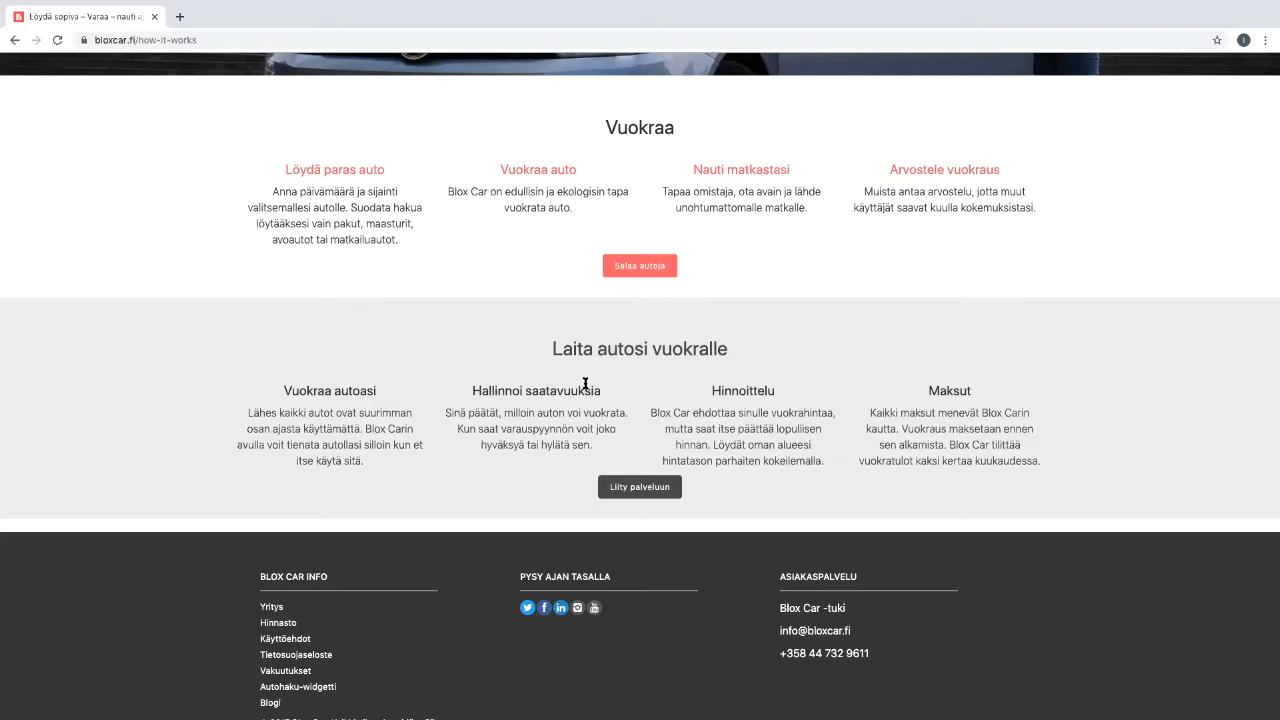 Löydä sopiva – Varaa – nauti
bloxcar.fi/how-it-works
Vuokraa
Löydä paras auto
Anna päivämäärä ja sijainti
valitsemallesi autolle. Suodata hakua
löytääksesi vain pakut, maasturit,
avoautot tai matkailuautot.
Vuokraa auto
Blox Car on edullisin ja ekologisin tapa
vuokrata auto.
Nauti matkastasi
Tapaa omistaja, ota avain ja lähde
unohtumattomalle matkalle.
Arvostele vuokraus
Muista antaa arvostelu, jotta muut
käyttäjät saavat kuulla kokemuksistasi.
Selaa autoja
Laita autosi vuokralle
Vuokraa autoasi
Lähes kaikki autot ovat suurimman
osan ajasta käyttämättä. Blox Carin
avulla voit tienata autollasi silloin kun et
itse käytä sitä.
Hallinnoi saatavuuksia
Sinä päätät, milloin auton voi vuokrata.
Kun saat varauspyynnön voit joko
hyväksyä tai hylätä sen.
Hinnoittelu
Blox Car ehdottaa sinulle vuokrahintaa,
mutta saat itse päättää lopullisen
hinnan. Löydät oman alueesi
hintatason parhaiten kokeilemalla.
Maksut
Kaikki maksut menevät Blox Carin
kautta. Vuokraus maksetaan ennen
sen alkamista. Blox Car tilittää
vuokratulot kaksi kertaa kuukaudessa.
Liity palveluun
BLOX CAR INFO
Yritys
Hinnasto
Käyttöehdot
Tietosuojaseloste
Vakuutukset
Autohaku-widgetti
Blogi
PYSY AJAN TASALLA
ASIAKASPALVELU
Blox Car -tuki
info@bloxcar.fi
+358 44 732 9611